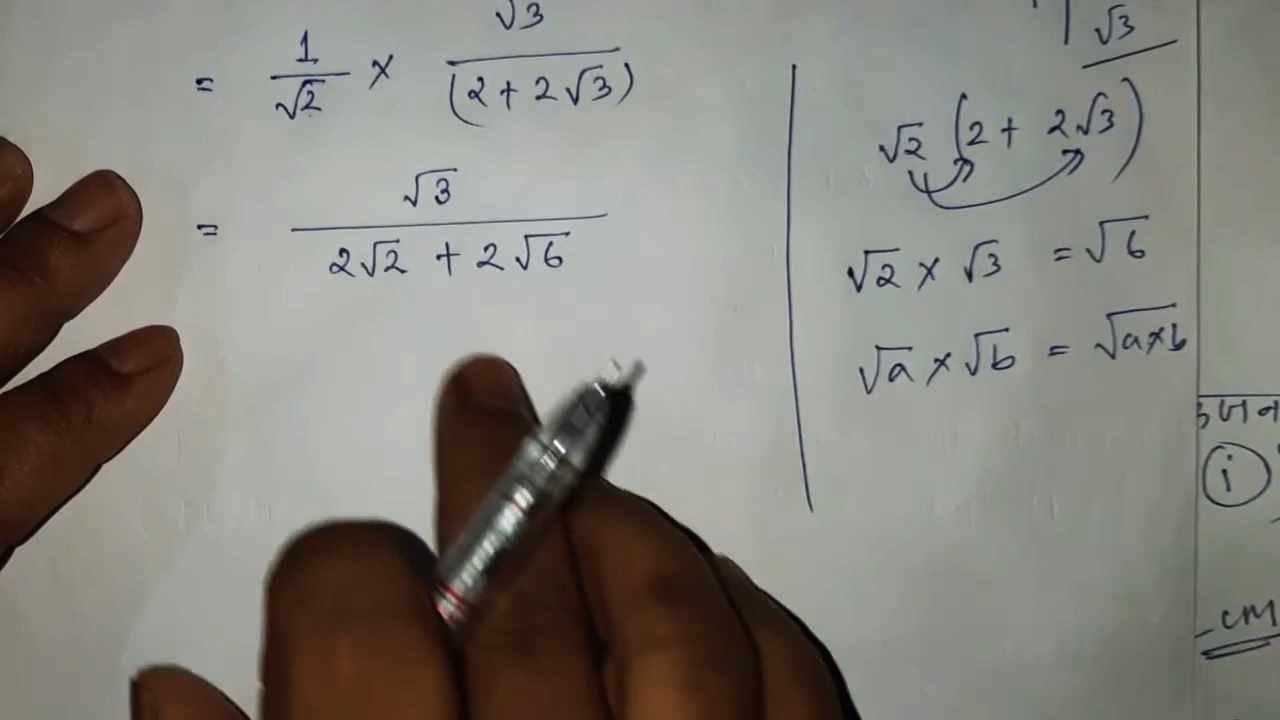 √3
= 1/√2 × √3/(2 + 2√3)
= √3/(2√2 + 2√6)
√3
√2 (2 + 2√3)
√2 × √3 = √6
√a × √b = √a×b
i
cm